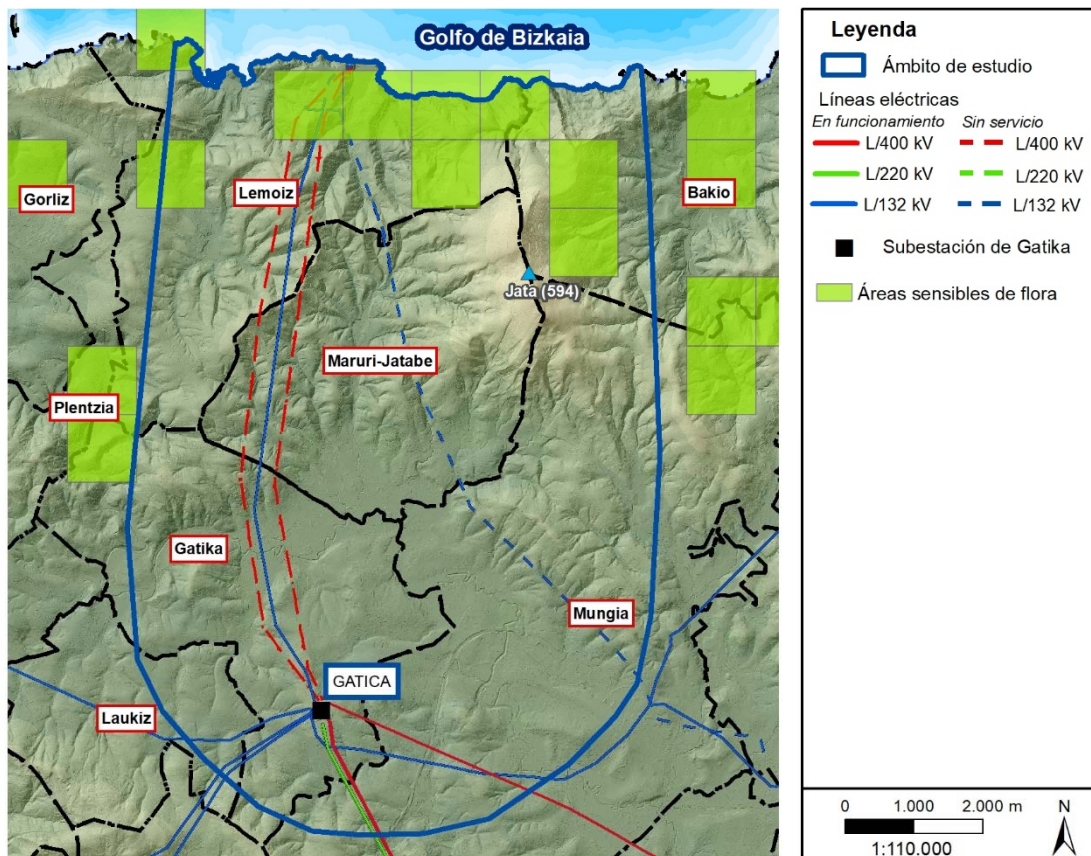 Golfo de Bizkaia
Gorliz
Lemoiz
Bakio
Jata (594)
Maruri-Jatabe
Plentzia
Gatika
Mungia
GATICA
Laukiz
Leyenda
Ámbito de estudio
Líneas eléctricas
En funcionamiento Sin servicio
L/400 kV L/400 kV
L/220 kV L/220 kV
L/132 kV L/132 kV
Subestación de Gatika
Áreas sensibles de flora
0 1.000 2.000 m N
1:110.000